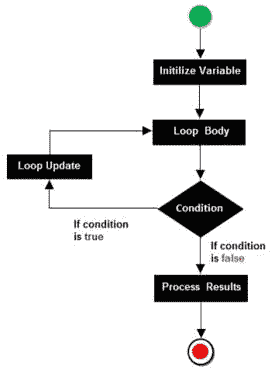 Initilize Variable
Loop Body
Loop Update
Condition
If condition
is true
If condition
is false
Process Results